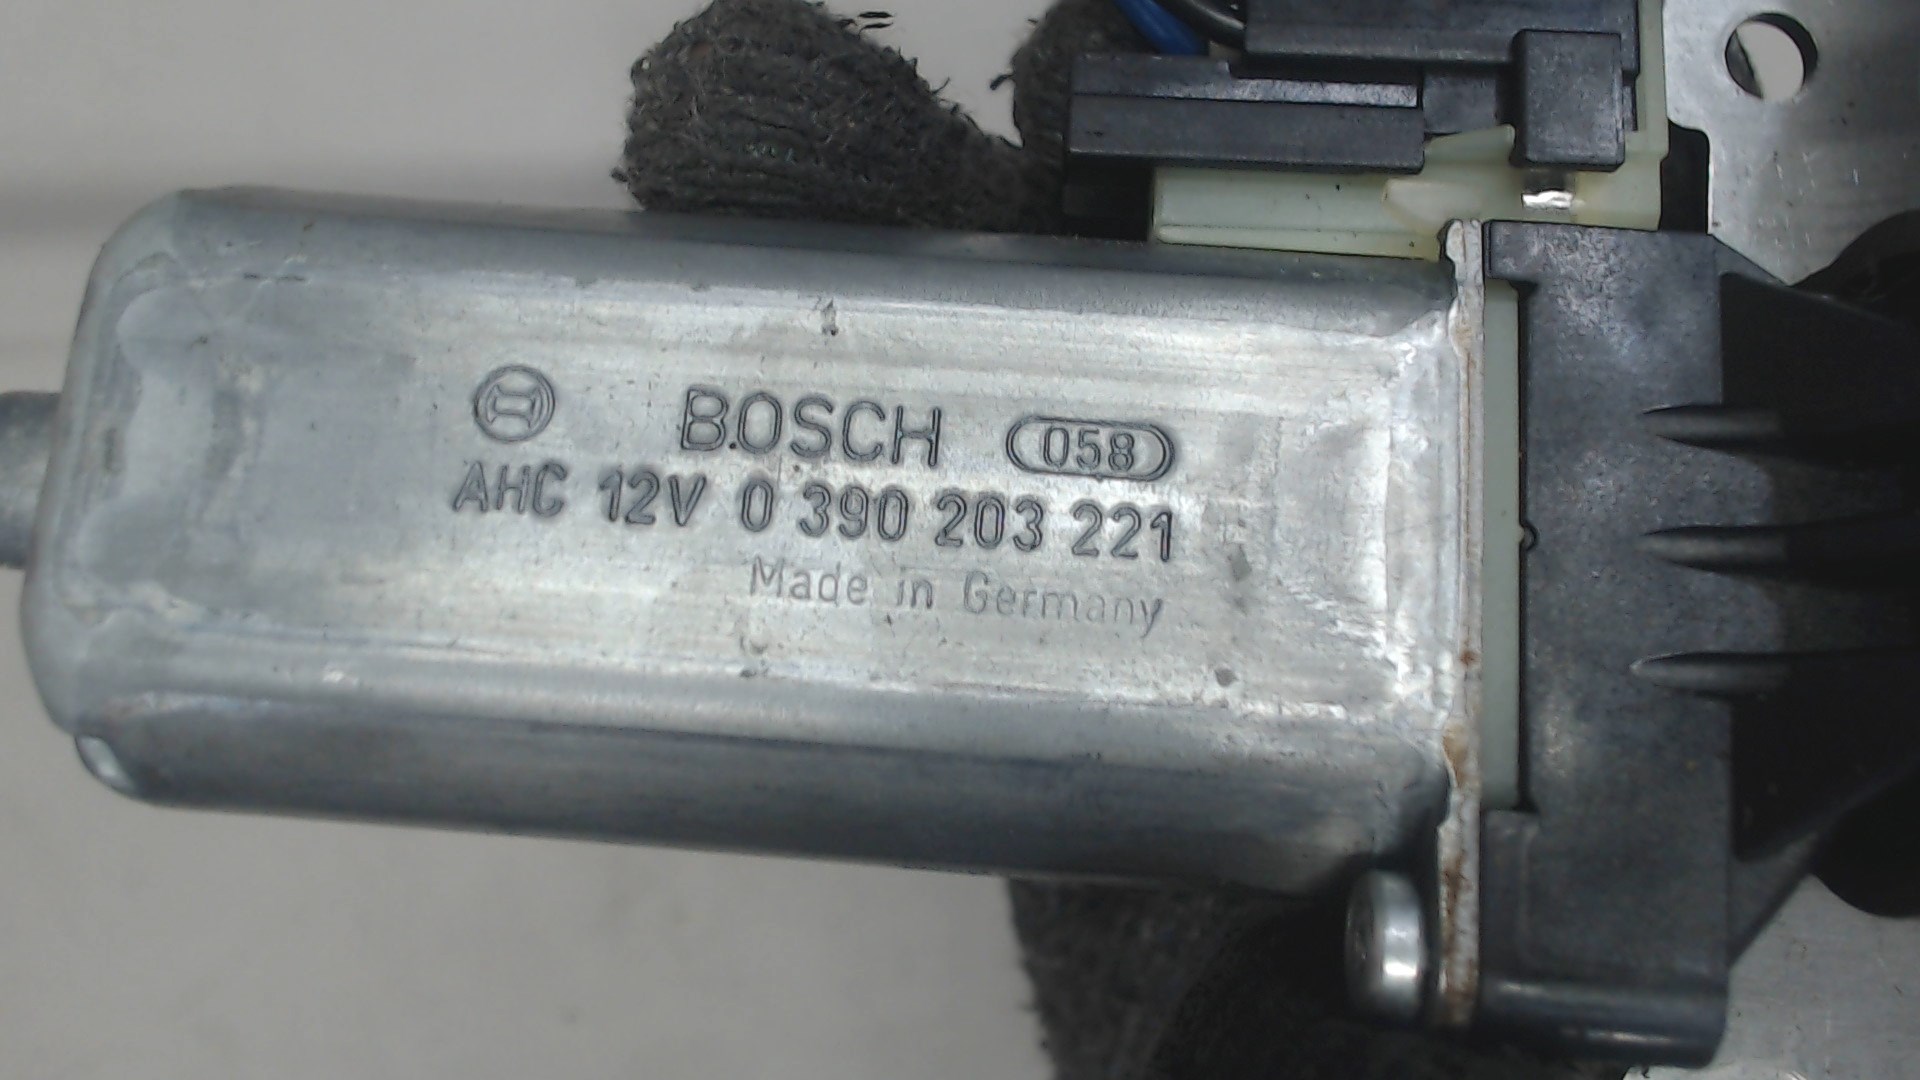 BOSCH 058
AHC 12V 0 390 203 221
Made in Germany